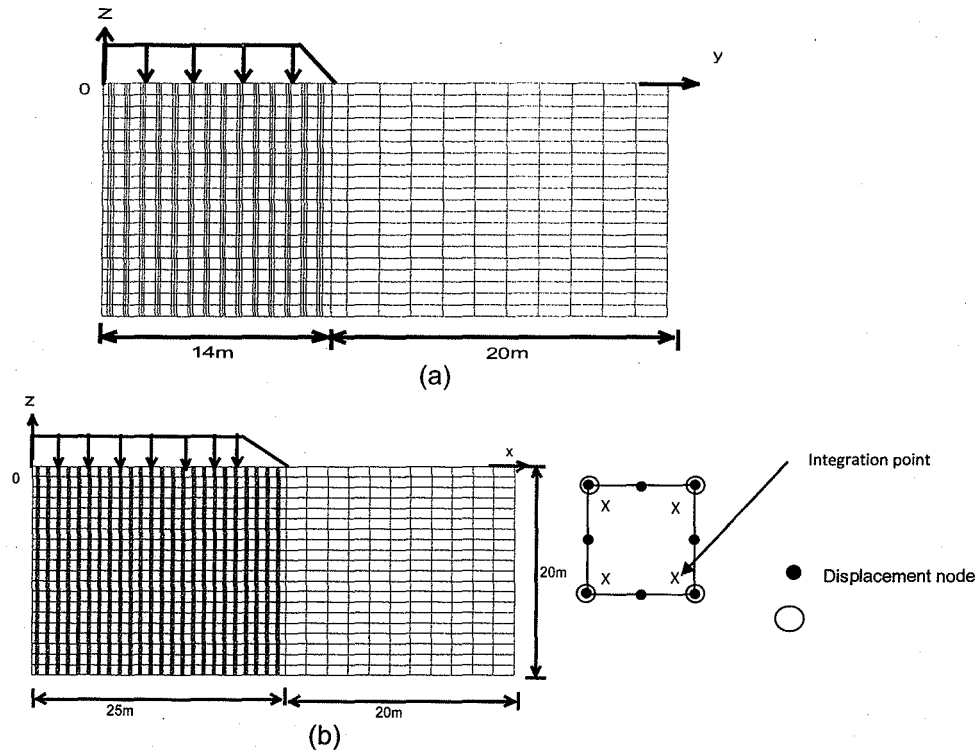 Z
y
0
14m
20m
(a)
z
x
0
20m
25m
20m
(b)
X
X
X
X
Integration point
Displacement node